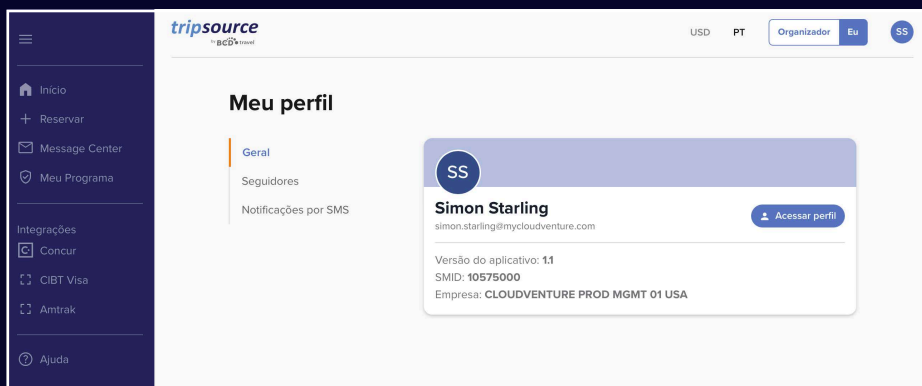 tripsource
by BCD travel
USD
PT
Organizador
Eu
SS
Início
Reservar
Message Center
Meu Programa
Integrações
C.
Concur
CIBT Visa
Amtrak
? Ajuda
Meu perfil
Geral
Seguidores
Notificações por SMS
SS
Simon Starling
simon.starling@mycloudventure.com
Acessar perfil
Versão do aplicativo: 1.1
SMID: 10575000
Empresa: CLOUDVENTURE PROD MGMT 01 USA